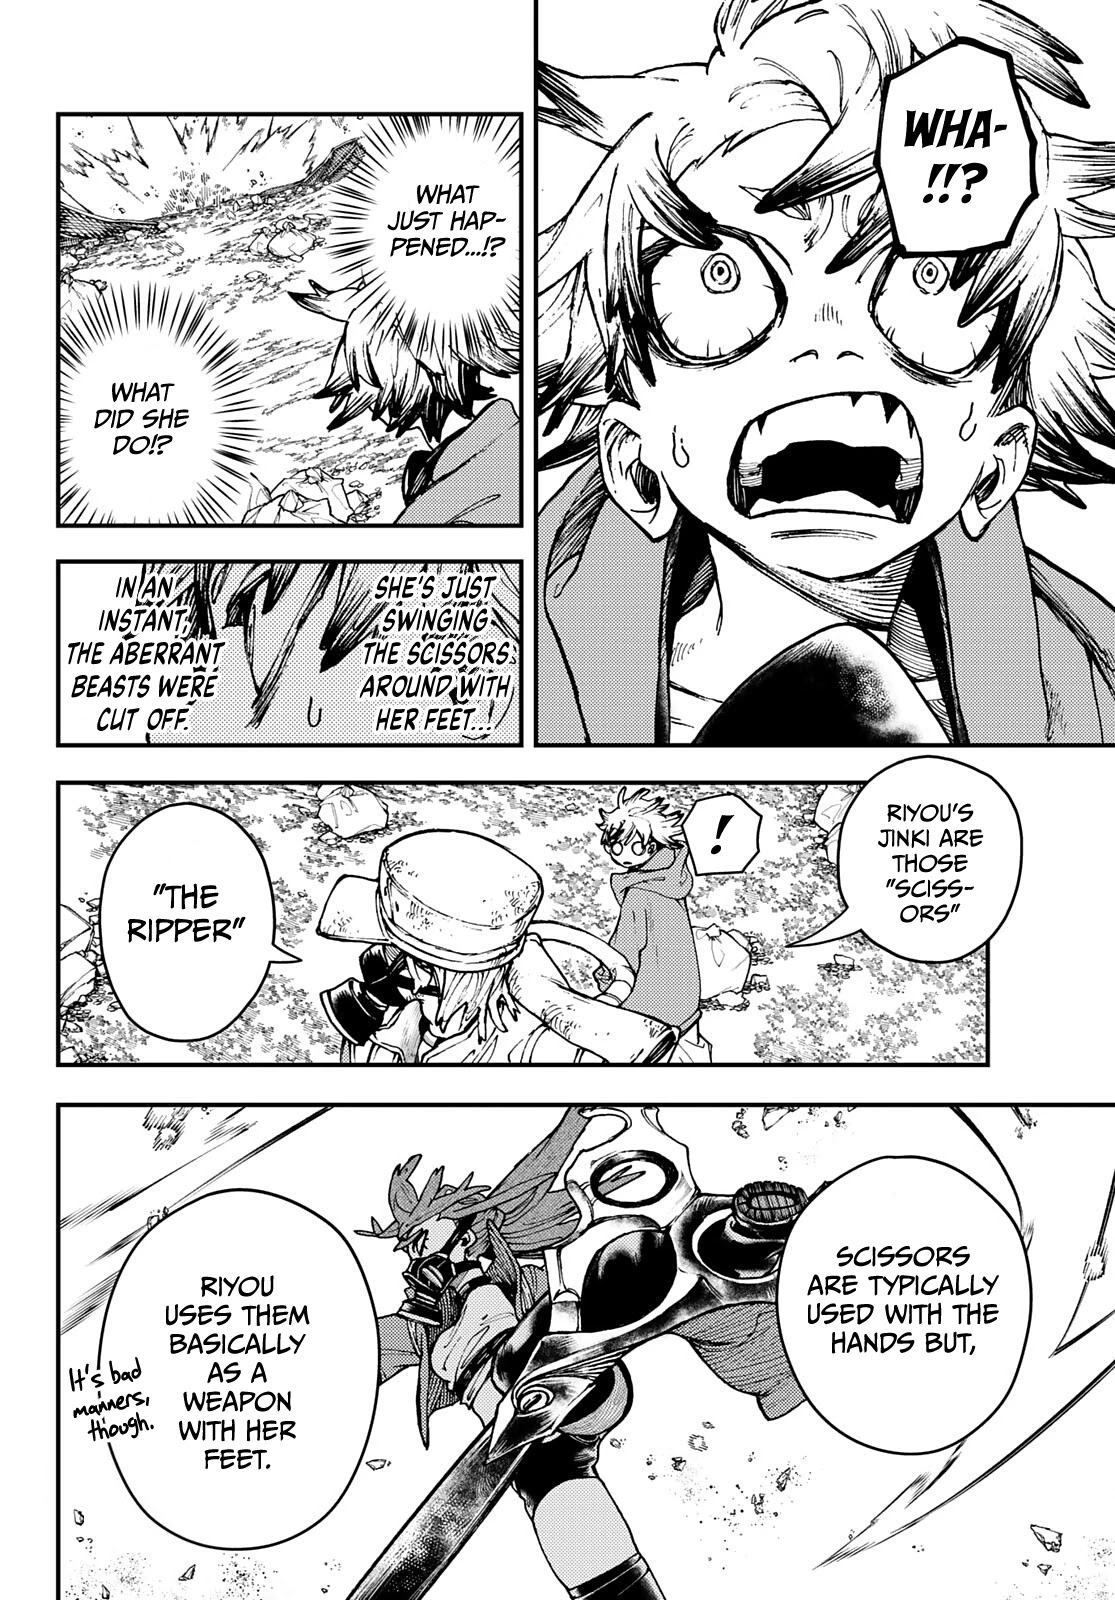 WHA-
!!?
WHAT
JUST HAP-
PENED...!?
WHAT
DID SHE
DO!?
SHE'S JUST
SWINGING
THE SCISSORS
AROUND WITH
HER FEET...!
IN AN
INSTANT,
THE ABERRANT
BEASTS WERE
CUT OFF.
RIYOU'S
JINKI ARE
THOSE
"SCISS-
ORS"
!
"THE
RIPPER"
SCISSORS
ARE TYPICALLY
USED WITH THE
HANDS BUT,
RIYOU
USES THEM
BASICALLY
AS A
WEAPON
WITH HER
FEET.
It's bad
manners,
though.